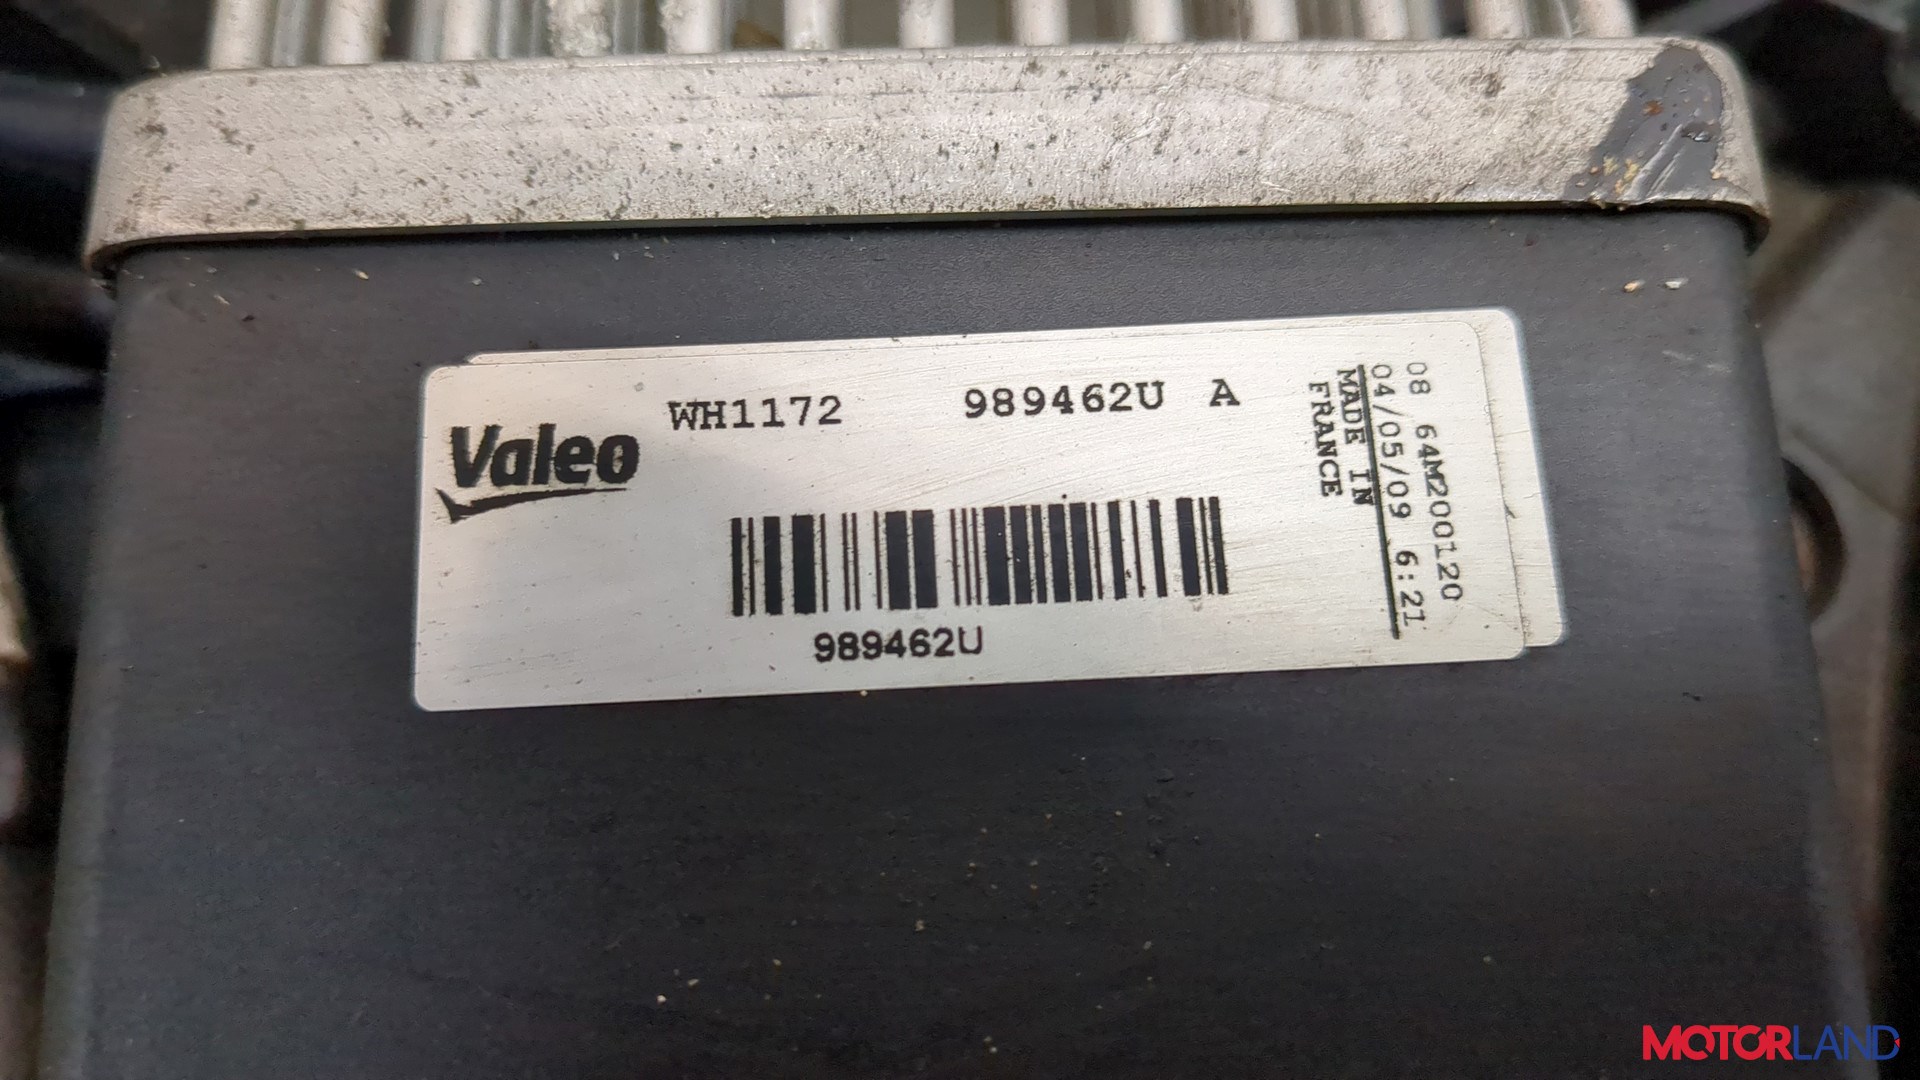 Valeo
WH1172 989462U A
989462U
08 64M200120
04/05/09 6:21
MADE IN
FRANCE
MOTORLAND